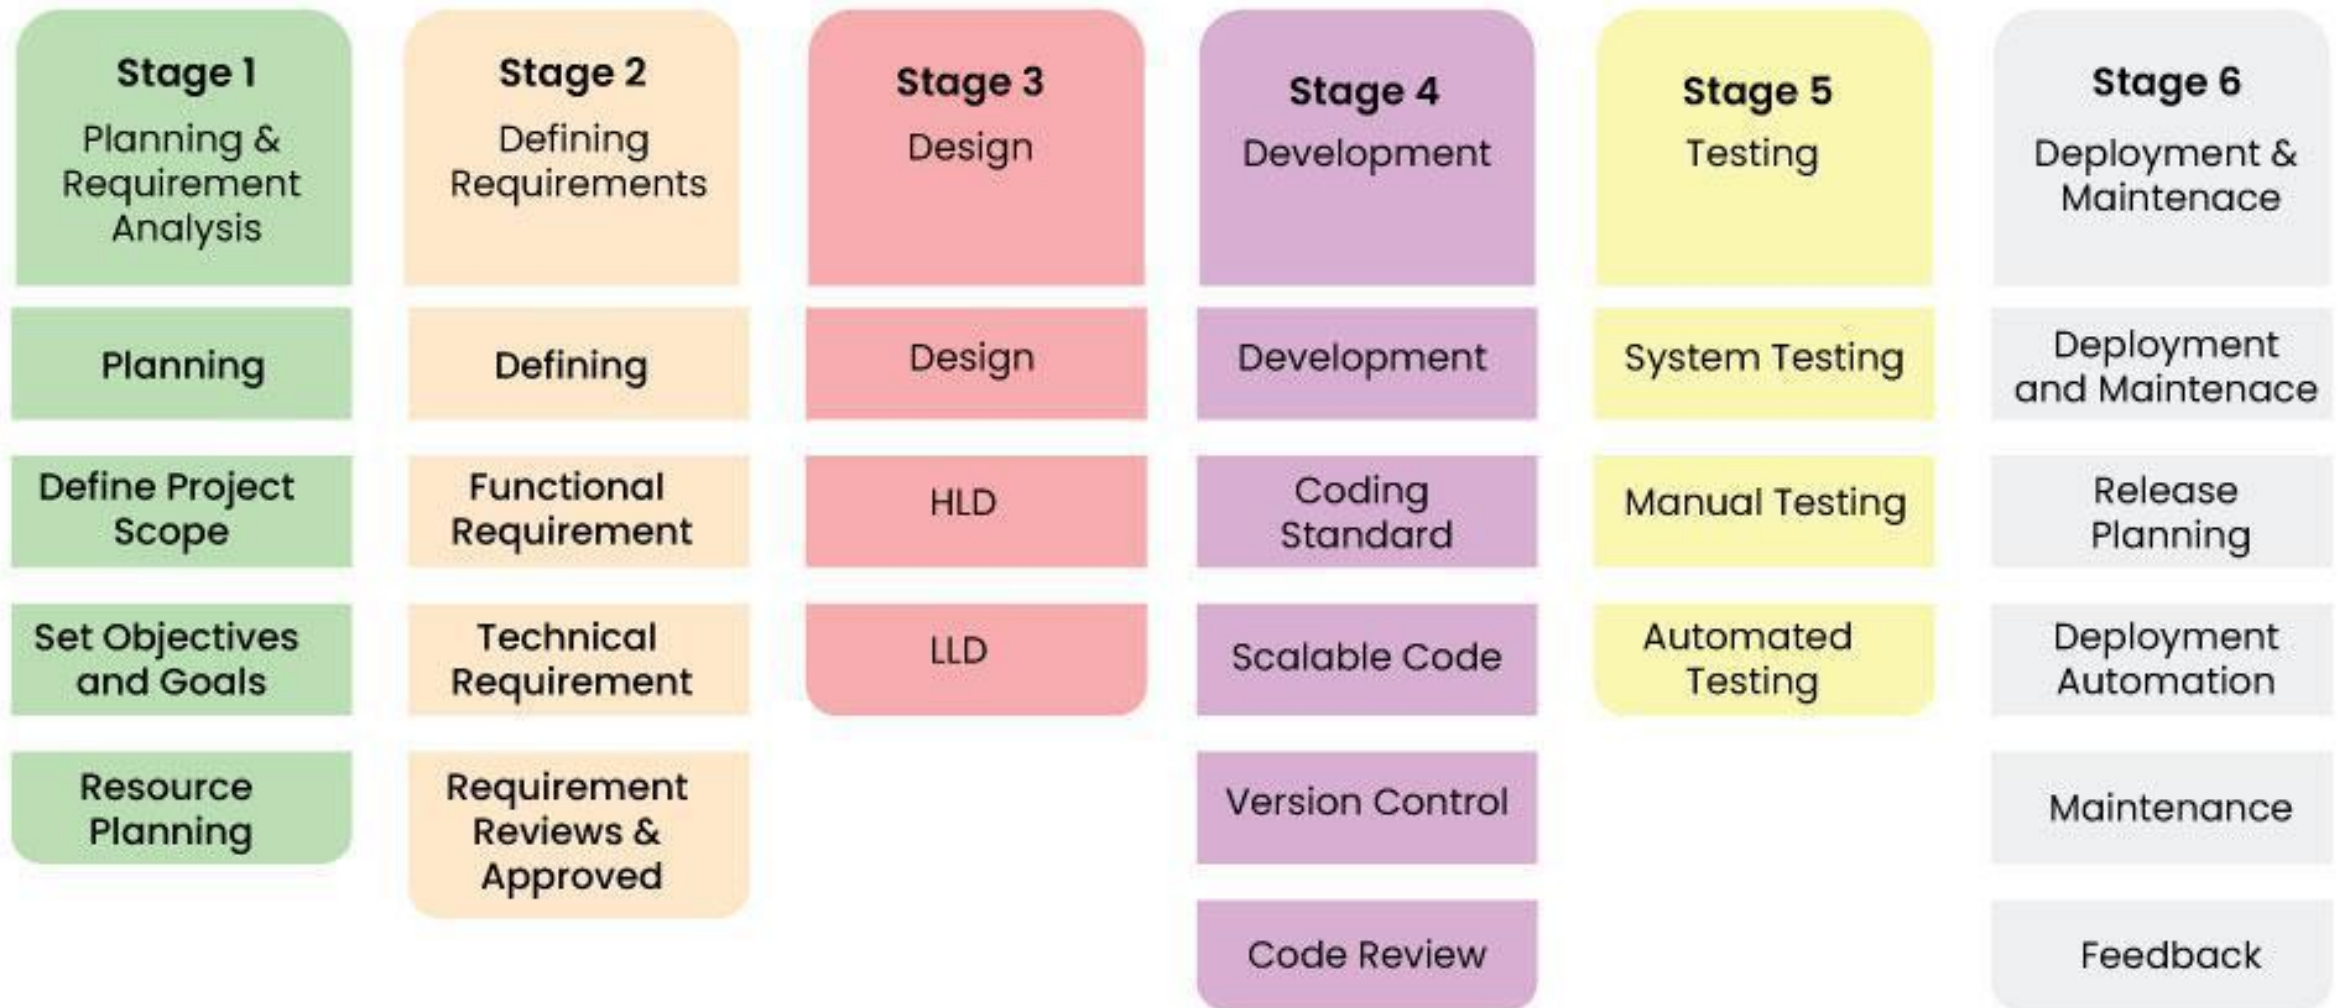 Stage 1
Planning &
Requirement
Analysis
Planning
Define Project
Scope
Set Objectives
and Goals
Resource
Planning
Stage 2
Defining
Requirements
Defining
Functional
Requirement
Technical
Requirement
Requirement
Reviews &
Approved
Stage 3
Design
Design
HLD
LLD
Stage 4
Development
Development
Coding
Standard
Scalable Code
Version Control
Code Review
Stage 5
Testing
System Testing
Manual Testing
Automated
Testing
Stage 6
Deployment &
Maintenace
Deployment
and Maintenace
Release
Planning
Deployment
Automation
Maintenance
Feedback